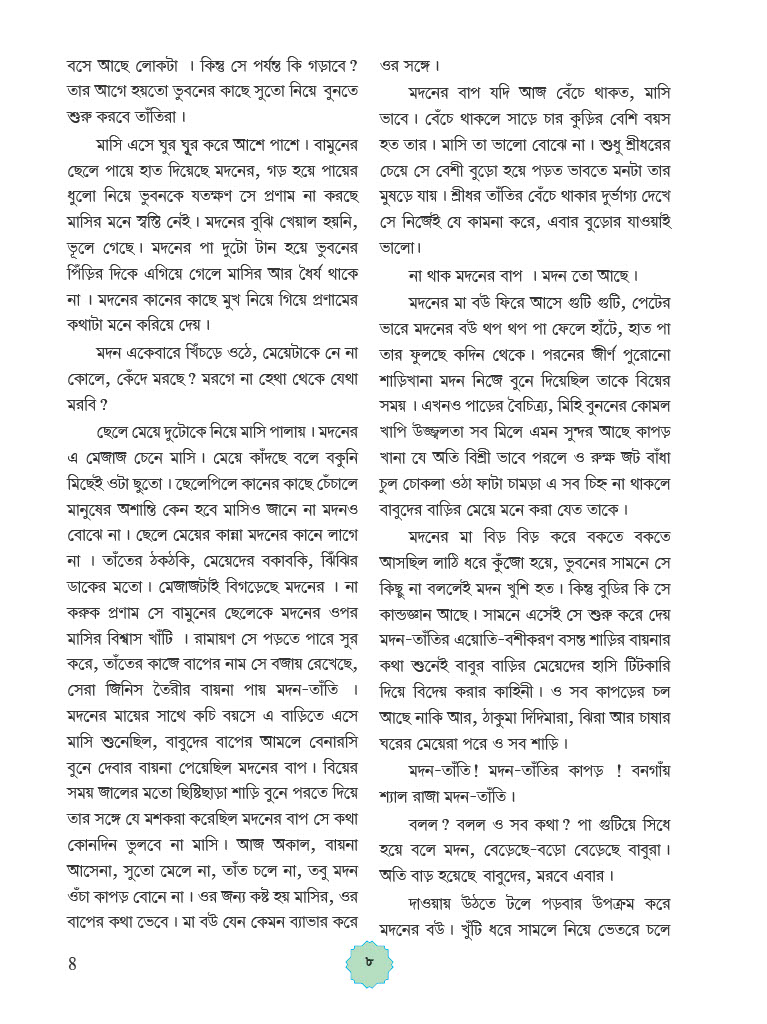 বসে আছে লোকটা । কিন্তু সে পর্যন্ত কি গড়াবে ?
তার আগে হয়তো ভুবনের কাছে সুতো নিয়ে বুনতে
শুরু করবে তাঁতিরা ।
মাসি এসে ঘুর ঘুর করে আশে পাশে । বামুনের
ছেলে পায়ে হাত দিয়েছে মদনের, গড় হয়ে পায়ের
ধুলো নিয়ে ভুবনকে যতক্ষণ সে প্রণাম না করছে
মাসির মনে স্বস্তি নেই । মদনের বুঝি খেয়াল হয়নি,
ভূলে গেছে । মদনের পা দুটো টান হয়ে ভুবনের
পিঁড়ির দিকে এগিয়ে গেলে মাসির আর ধৈর্য থাকে
না । মদনের কানের কাছে মুখ নিয়ে গিয়ে প্রণামের
কথাটা মনে করিয়ে দেয় ।
মদন একেবারে খিঁচড়ে ওঠে, মেয়েটাকে নে না
কোলে, কেঁদে মরছে ? মরগে না হেথা থেকে যেথা
মরবি ?
ছেলে মেয়ে দুটোকে নিয়ে মাসি পালায় । মদনের
এ মেজাজ চেনে মাসি । মেয়ে কাঁদছে বলে বকুনি
মিছেই ওটা ছুতো । ছেলেপিলে কানের কাছে চেঁচালে
মানুষের অশান্তি কেন হবে মাসিও জানে না মদনও
বোঝে না । ছেলে মেয়ের কান্না মদনের কানে লাগে
না । তাঁতের ঠকঠকি, মেয়েদের বকাবকি, ঝিঁঝির
ডাকের মতো । মেজাজটাই বিগড়েছে মদনের । না
করুক প্রণাম সে বামুনের ছেলেকে মদনের ওপর
মাসির বিশ্বাস খাঁটি । রামায়ণ সে পড়তে পারে সুর
করে, তাঁতের কাজে বাপের নাম সে বজায় রেখেছে,
সেরা জিনিস তৈরীর বায়না পায় মদন-তাঁতি ।
মদনের মায়ের সাথে কচি বয়সে এ বাড়িতে এসে
মাসি শুনেছিল, বাবুদের বাপের আমলে বেনারসি
বুনে দেবার বায়না পেয়েছিল মদনের বাপ । বিয়ের
সময় জালের মতো ছিষ্টিছাড়া শাড়ি বুনে পরতে দিয়ে
তার সঙ্গে যে মশকরা করেছিল মদনের বাপ সে কথা
কোনদিন ভুলবে না মাসি । আজ অকাল, বায়না
আসেনা, সুতো মেলে না, তাঁত চলে না, তবু মদন
ওঁচা কাপড় বোনে না । ওর জন্য কষ্ট হয় মাসির, ওর
বাপের কথা ভেবে । মা বউ যেন কেমন ব্যাভার করে
ওর সঙ্গে ।
মদনের বাপ যদি আজ বেঁচে থাকত, মাসি
ভাবে । বেঁচে থাকলে সাড়ে চার কুড়ির বেশি বয়স
হত তার । মাসি তা ভালো বোঝে না । শুধু শ্রীধরের
চেয়ে সে বেশী বুড়ো হয়ে পড়ত ভাবতে মনটা তার
মুষড়ে যায় । শ্রীধর তাঁতির বেঁচে থাকার দুর্ভাগ্য দেখে
সে নিজেই যে কামনা করে, এবার বুড়োর যাওয়াই
ভালো।
না থাক মদনের বাপ । মদন তো আছে ।
মদনের মা বউ ফিরে আসে গুটি গুটি, পেটের
ভারে মদনের বউ থপ থপ পা ফেলে হাঁটে, হাত পা
তার ফুলছে কদিন থেকে । পরনের জীর্ণ পুরোনো
শাড়িখানা মদন নিজে বুনে দিয়েছিল তাকে বিয়ের
সময় । এখনও পাড়ের বৈচিত্র্য, মিহি বুননের কোমল
খাপি উজ্জ্বলতা সব মিলে এমন সুন্দর আছে কাপড়
খানা যে অতি বিশ্রী ভাবে পরলে ও রুক্ষ জট বাঁধা
চুল চোকলা ওঠা ফাটা চামড়া এ সব চিহ্ন না থাকলে
বাবুদের বাড়ির মেয়ে মনে করা যেত তাকে ।
মদনের মা বিড় বিড় করে বকতে বকতে
আসছিল লাঠি ধরে কুঁজো হয়ে, ভুবনের সামনে সে
কিছু না বললেই মদন খুশি হত । কিন্তু বুড়ির কি সে
কান্ডজ্ঞান আছে । সামনে এসেই সে শুরু করে দেয়
মদন-তাঁতির এয়োতি-বশীকরণ বসন্ত শাড়ির বায়নার
কথা শুনেই বাবুর বাড়ির মেয়েদের হাসি টিটকারি
দিয়ে বিদেয় করার কাহিনী । ও সব কাপড়ের চল
আছে নাকি আর, ঠাকুমা দিদিমারা, ঝিরা আর চাষার
ঘরের মেয়েরা পরে ও সব শাড়ি ।
মদন-তাঁতি ! মদন-তাঁতির কাপড় ! বনগাঁয়
শ্যাল রাজা মদন-তাঁতি ।
বলল ? বলল ও সব কথা ? পা গুটিয়ে সিধে
হয়ে বলে মদন, বেড়েছে-বড়ো বেড়েছে বাবুরা ।
অতি বাড় হয়েছে বাবুদের, মরবে এবার ।
দাওয়ায় উঠতে টলে পড়বার উপক্রম করে
মদনের বউ । খুঁটি ধরে সামলে নিয়ে ভেতরে চলে
8
৮